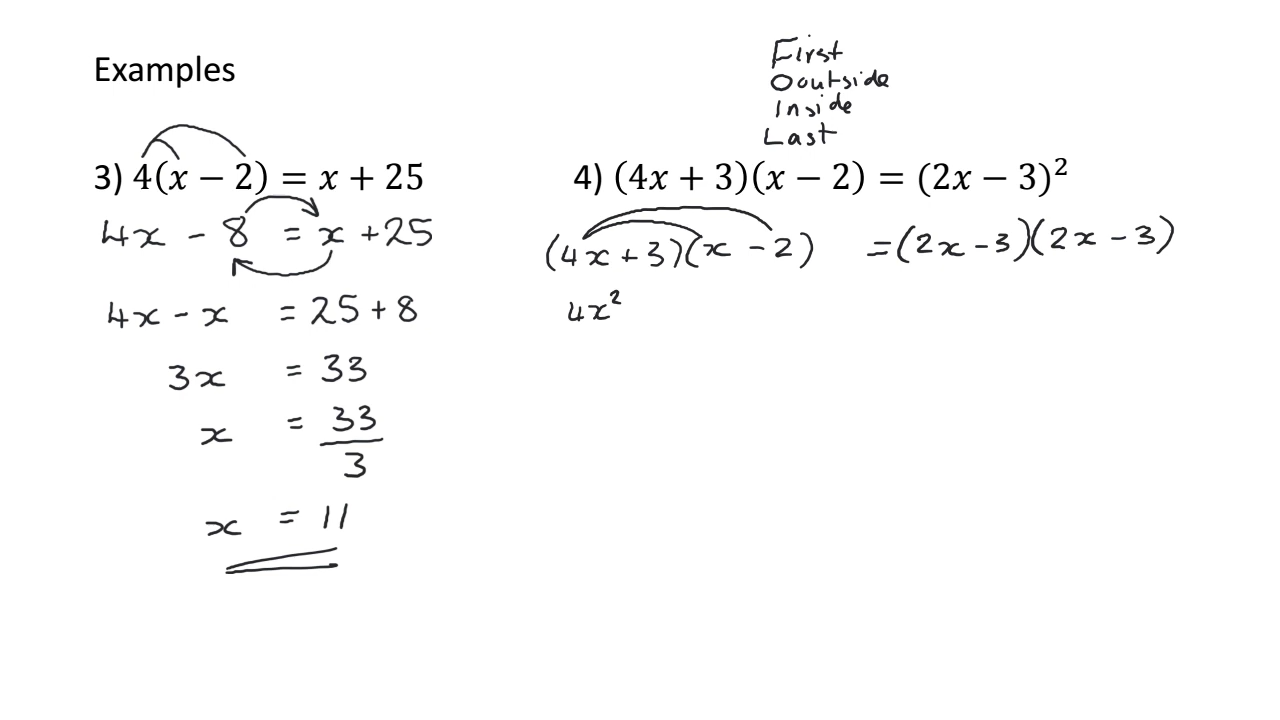 Examples
First
Ooutside
Inside
Last
3) 4(x − 2) = x + 25
4x - 8 = x + 25
4x - x = 25 + 8
3x = 33
x = 33/3
x = 11
4) (4x + 3)(x − 2) = (2x − 3)²
(4x + 3)(x - 2) = (2x - 3)(2x - 3)
4x²